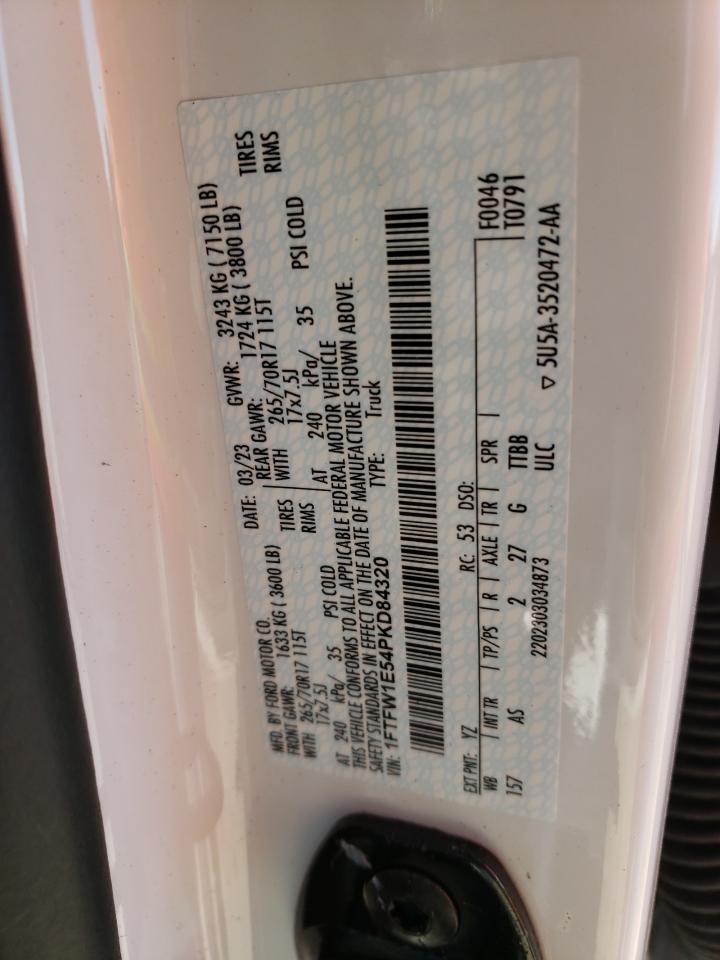 MFD. BY FORD MOTOR CO.
DATE: 03/23
GVWR: 3243 KG ( 7150 LB)
FRONT GAWR: 1633 KG ( 3600 LB)
REAR GAWR: 1724 KG ( 3800 LB)
WITH 265/70R17 115T TIRES
WITH 265/70R17 115T TIRES
17x7.5J RIMS
17x7.5J RIMS
AT 240 kPa/ 35 PSI COLD
AT 240 kPa/ 35 PSI COLD
THIS VEHICLE CONFORMS TO ALL APPLICABLE FEDERAL MOTOR VEHICLE
SAFETY STANDARDS IN EFFECT ON THE DATE OF MANUFACTURE SHOWN ABOVE.
VIN: 1FTFW1E54PKD84320
TYPE: Truck
EXT PNT: YZ RC: 53 DSO:
F0046
WB INT TR TP/PS R AXLE TR SPR T0791
157 AS 2 27 G TTBB
2202303034873 ULC
▽ 5U5A-3520472-AA